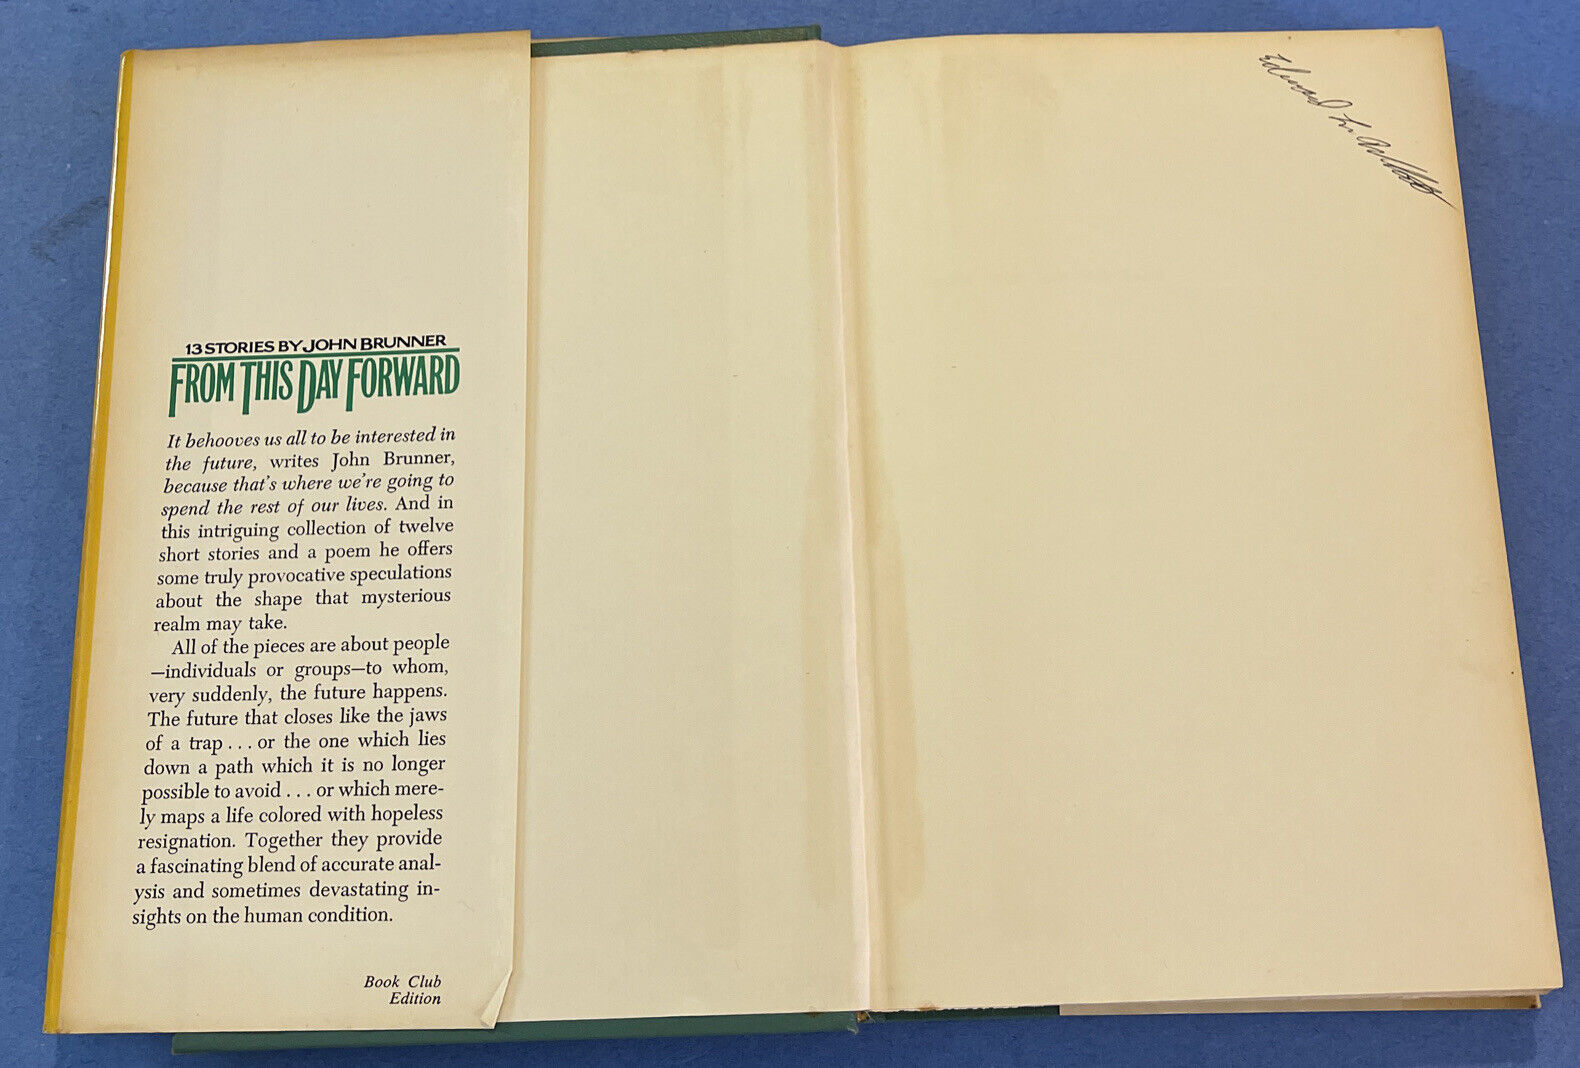 13 STORIES BY JOHN BRUNNER
FROM THIS DAY FORWARD
It behooves us all to be interested in
the future, writes John Brunner,
because that's where we're going to
spend the rest of our lives. And in
this intriguing collection of twelve
short stories and a poem he offers
some truly provocative speculations
about the shape that mysterious
realm may take.
All of the pieces are about people
—individuals or groups—to whom,
very suddenly, the future happens.
The future that closes like the jaws
of a trap . . . or the one which lies
down a path which it is no longer
possible to avoid . . . or which mere-
ly maps a life colored with hopeless
resignation. Together they provide
a fascinating blend of accurate anal-
ysis and sometimes devastating in-
sights on the human condition.
Book Club
Edition
Edward